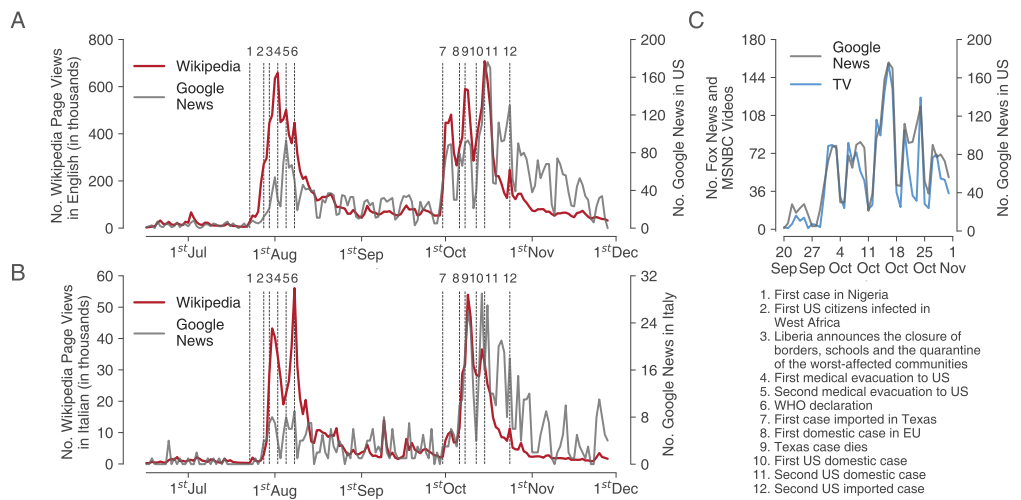 A
No. Wikipedia Page Views
in English (in thousands)
800
600
400
200
0
1 2 3 4 5 6 7 8 9 10 11 12
Wikipedia
Google
News
200
160
120
80
40
0
No. Google News in US
1st Jul 1st Aug 1st Sep 1st Oct 1st Nov 1st Dec
B
No. Wikipedia Page Views
in Italian (in thousands)
60
50
40
30
20
10
0
1 2 3 4 5 6 7 8 9 10 11 12
Wikipedia
Google
News
32
24
16
8
0
No. Google News in Italy
1st Jul 1st Aug 1st Sep 1st Oct 1st Nov 1st Dec
C
No. Fox News and
MSNBC Videos
180
144
108
72
36
0
Google
News
TV
200
160
120
80
40
0
No. Google News in US
20 27 4 11 18 25 1
Sep Sep Oct Oct Oct Oct Nov
1. First case in Nigeria
2. First US citizens infected in
West Africa
3. Liberia announces the closure of
borders, schools and the quarantine
of the worst-affected communities
4. First medical evacuation to US
5. Second medical evacuation to US
6. WHO declaration
7. First case imported in Texas
8. First domestic case in EU
9. Texas case dies
10. First US domestic case
11. Second US domestic case
12. Second US imported case